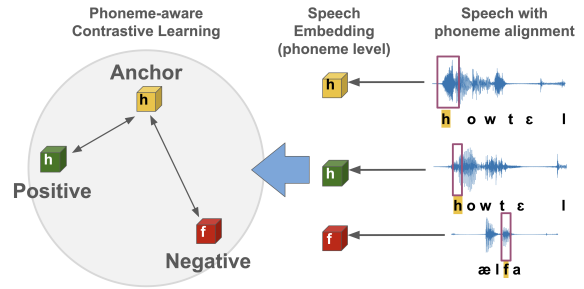 Phoneme-aware
Contrastive Learning
Speech
Embedding
(phoneme level)
Speech with
phoneme alignment
Anchor
h
h
Positive
f
Negative
h
h
f
h o w t ɛ l
h o w t ɛ l
æ l f a